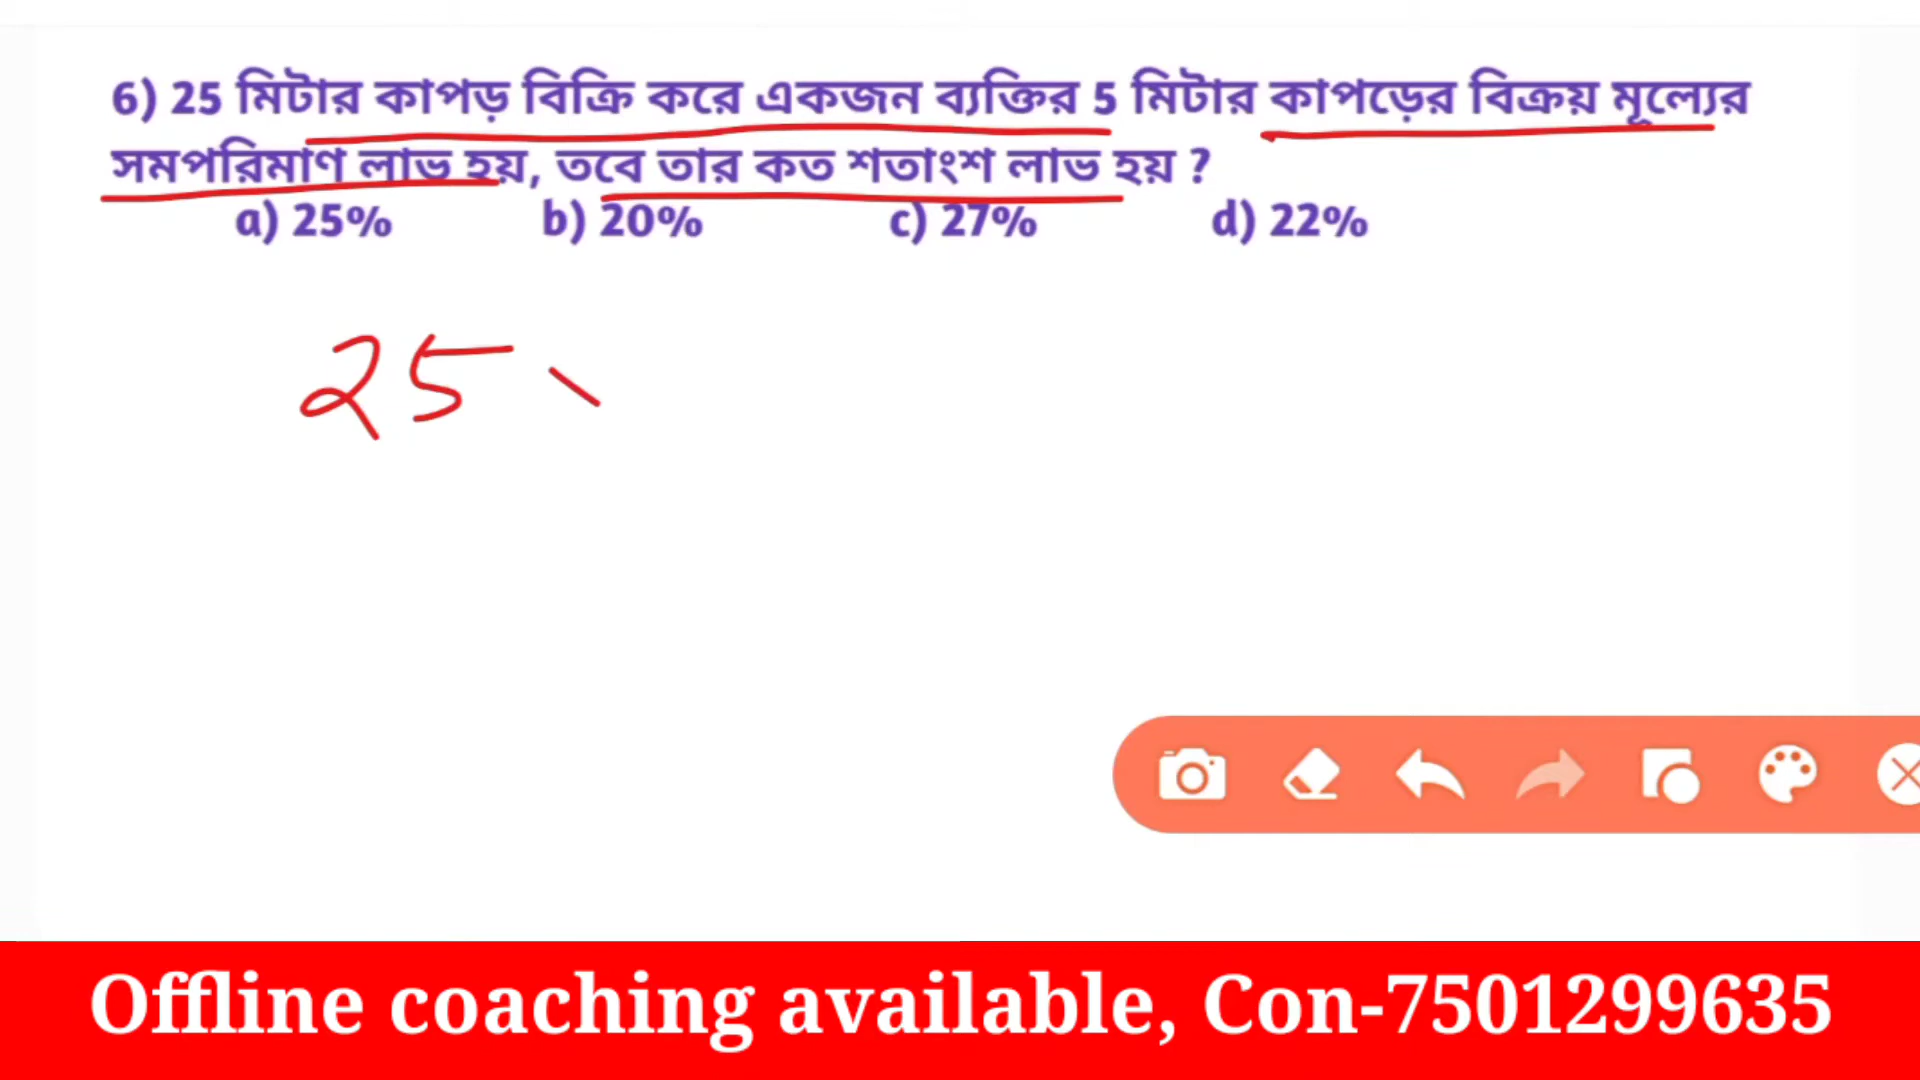 6) 25 মিটার কাপড় বিক্রি করে একজন ব্যক্তির 5 মিটার কাপড়ের বিক্রয় মূল্যের
সমপরিমাণ লাভ হয়, তবে তার কত শতাংশ লাভ হয় ?
a) 25% b) 20% c) 27% d) 22%
25
Offline coaching available, Con-7501299635